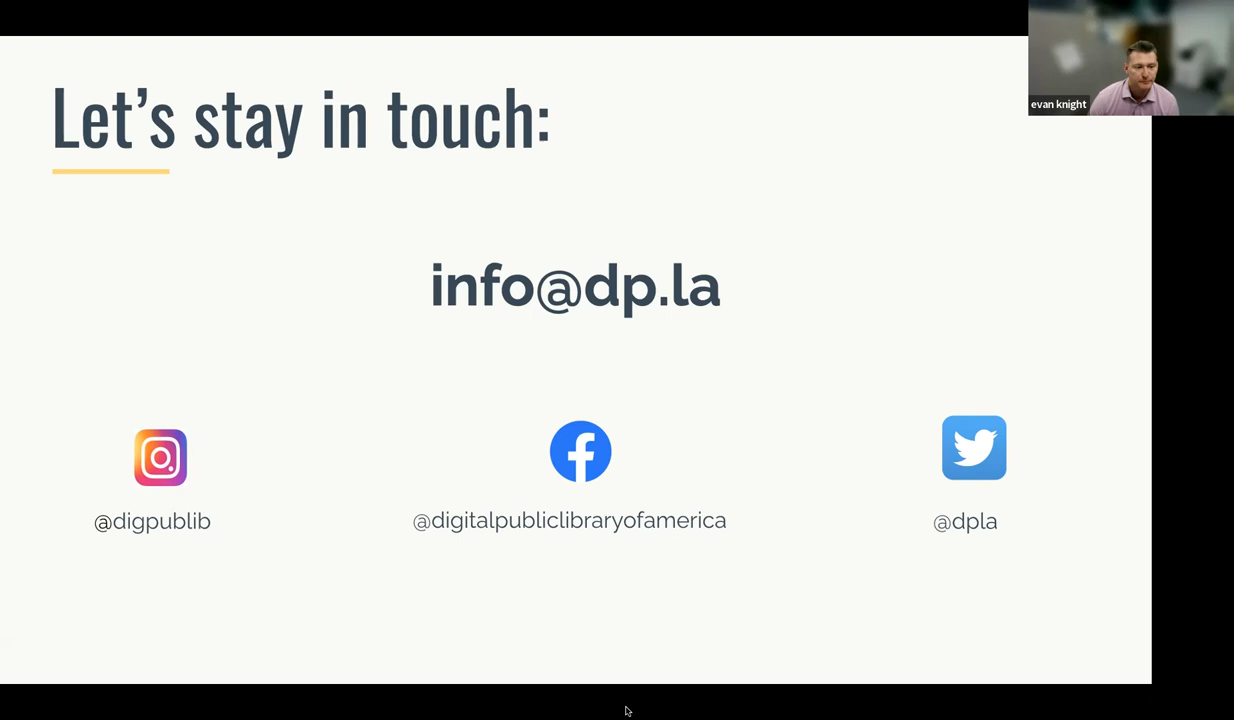 Let's stay in touch:
evan knight
info@dp.la
@digpublib
@digitalpubliclibraryofamerica
@dpla